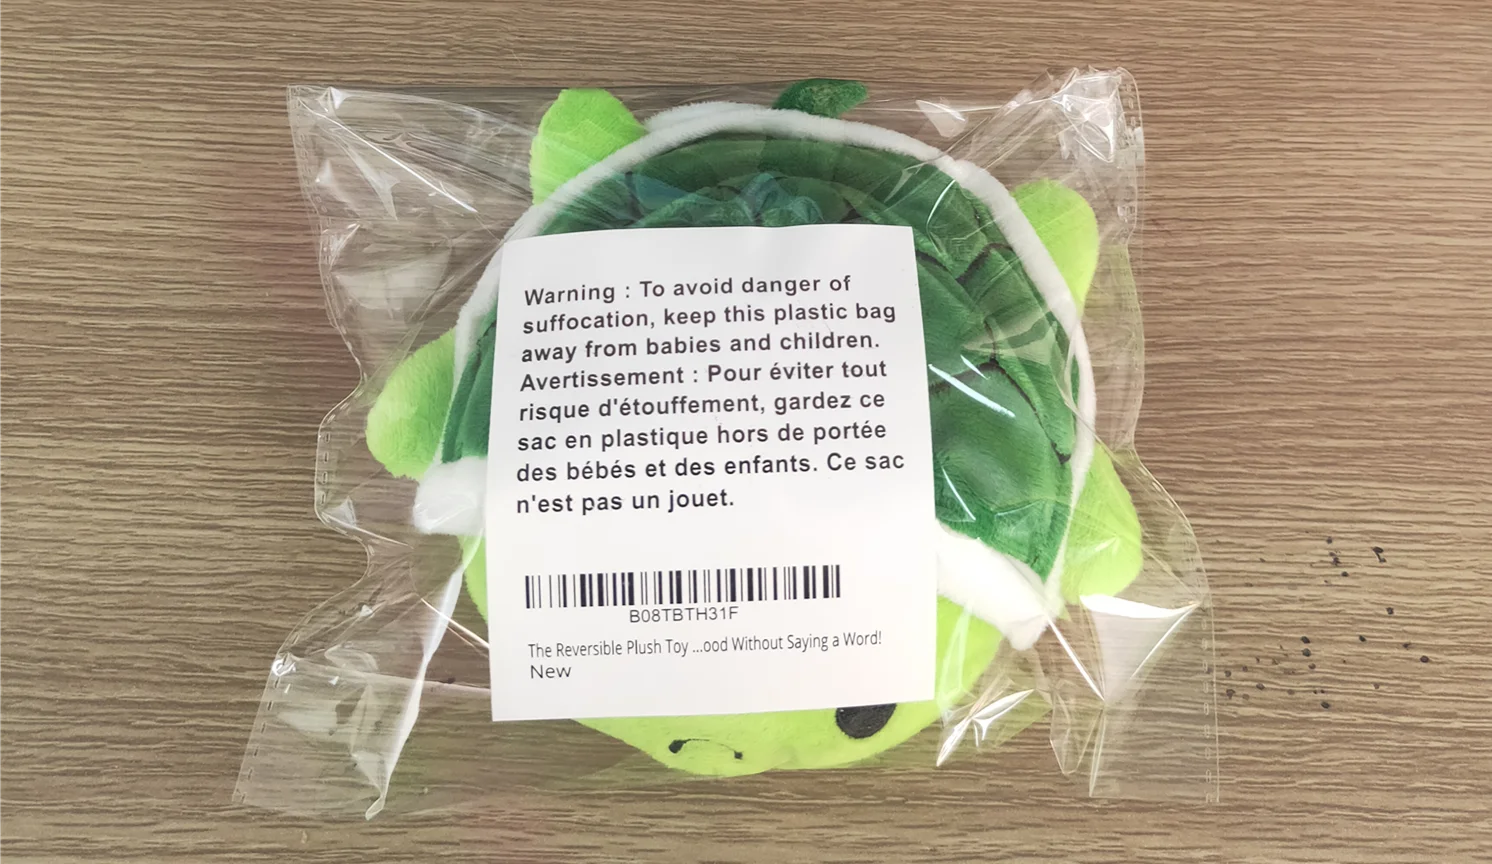 Warning : To avoid danger of
suffocation, keep this plastic bag
away from babies and children.
Avertissement : Pour éviter tout
risque d'étouffement, gardez ce
sac en plastique hors de portée
des bébés et des enfants. Ce sac
n'est pas un jouet.
B08TBTH31F
The Reversible Plush Toy ...ood Without Saying a Word!
New